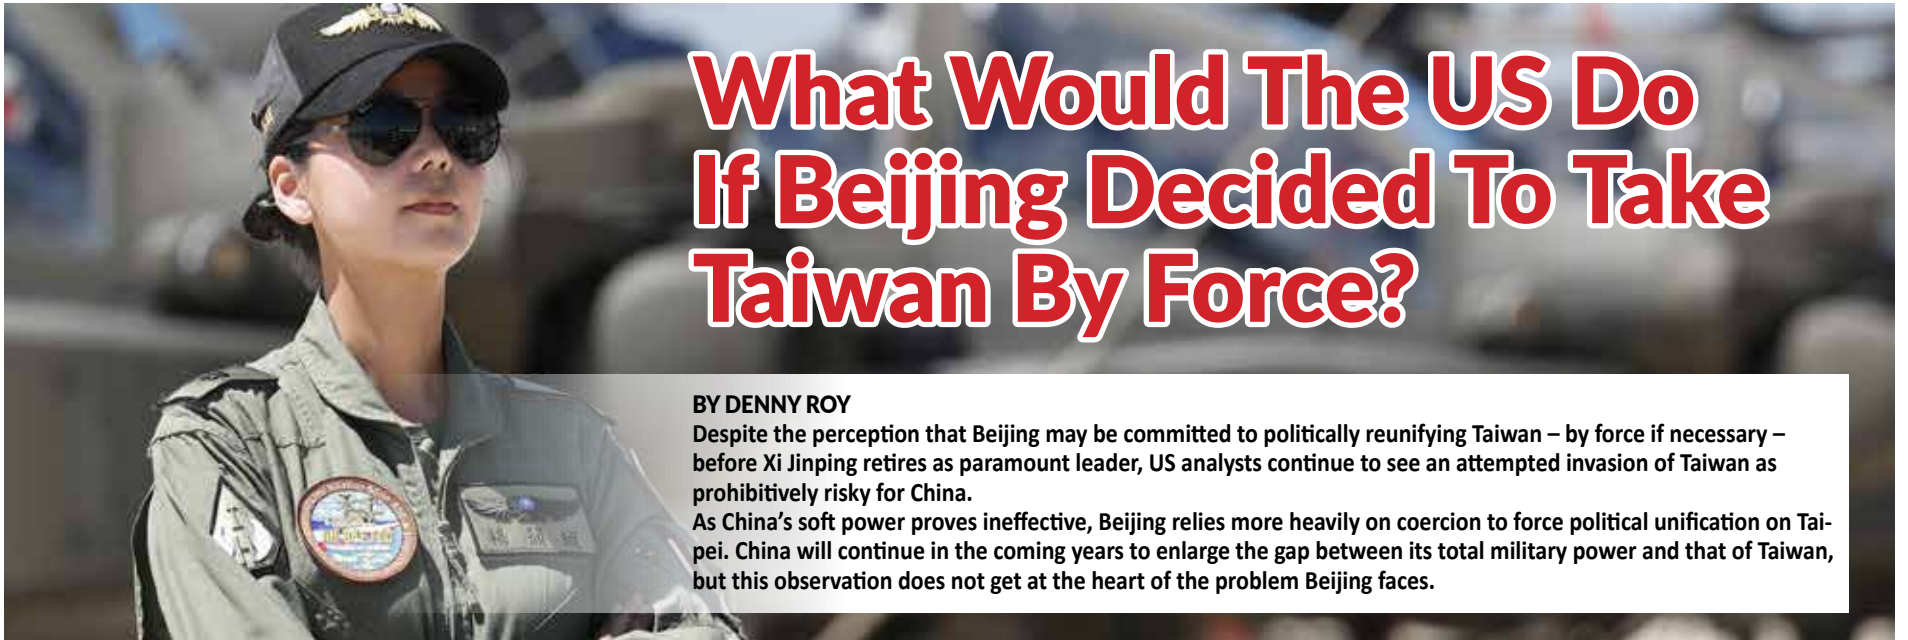 What Would The US Do
If Beijing Decided To Take
Taiwan By Force?
BY DENNY ROY
Despite the perception that Beijing may be committed to politically reunifying Taiwan – by force if necessary –
before Xi Jinping retires as paramount leader, US analysts continue to see an attempted invasion of Taiwan as
prohibitively risky for China.
As China's soft power proves ineffective, Beijing relies more heavily on coercion to force political unification on Tai-
pei. China will continue in the coming years to enlarge the gap between its total military power and that of Taiwan,
but this observation does not get at the heart of the problem Beijing faces.